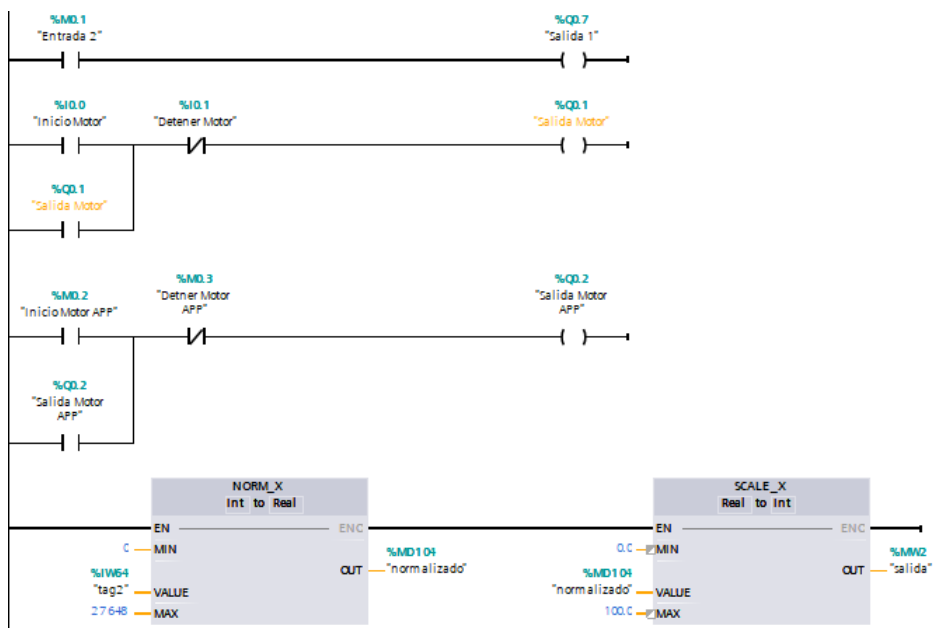 %M0.1 %Q0.7
"Entrada 2" "Salida 1"
%I0.0 %I0.1 %Q0.1
"Inicio Motor" "Detener Motor" "Salida Motor"
%Q0.1
"Salida Motor"
%M0.3 %Q0.2
%M0.2 "Detner Motor "Salida Motor
"Inicio Motor APP" APP" APP"
%Q0.2
"Salida Motor
APP"
NORM_X SCALE_X
Int to Real Real to Int
EN ENC EN ENC
0 MIN %MD104 0.0 MIN %MW2
%IW64 OUT "normalizado" %MD104 OUT "salida"
"tag2" VALUE "normalizado" VALUE
27648 MAX 100.0 MAX